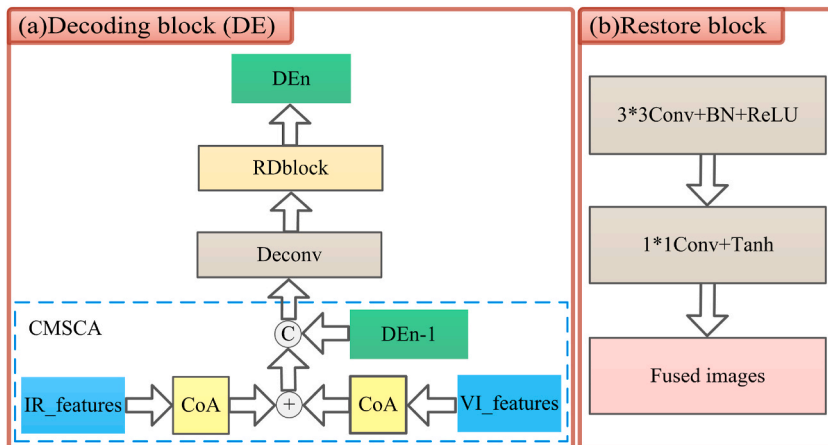 (a)Decoding block (DE)
DEn
RDblock
Deconv
CMSCA
C
DEn-1
IR_features
CoA
+
CoA
VI_features
(b)Restore block
3*3Conv+BN+ReLU
1*1Conv+Tanh
Fused images